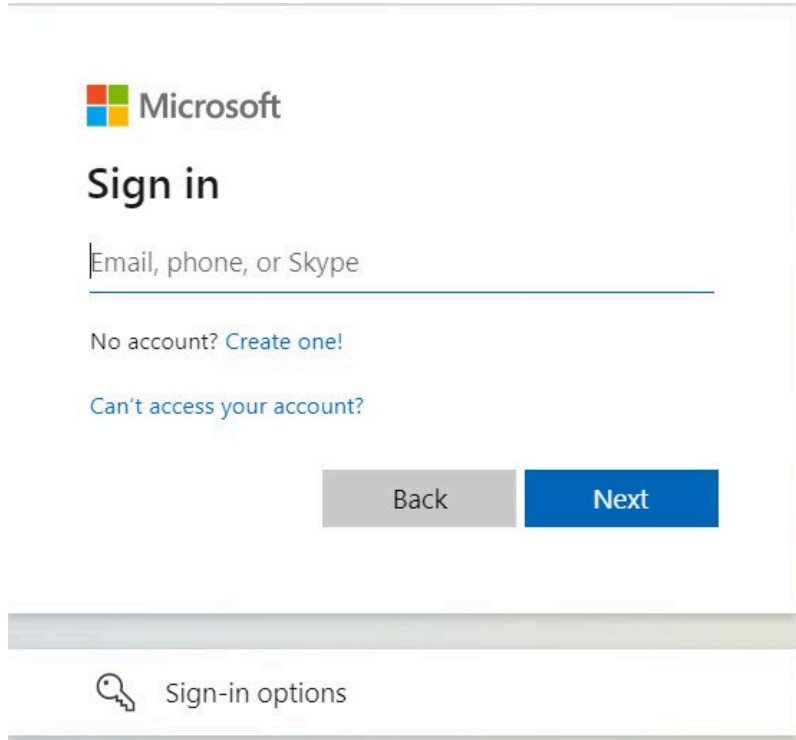 Microsoft
Sign in
Email, phone, or Skype
No account? Create one!
Can't access your account?
Back Next
Sign-in options